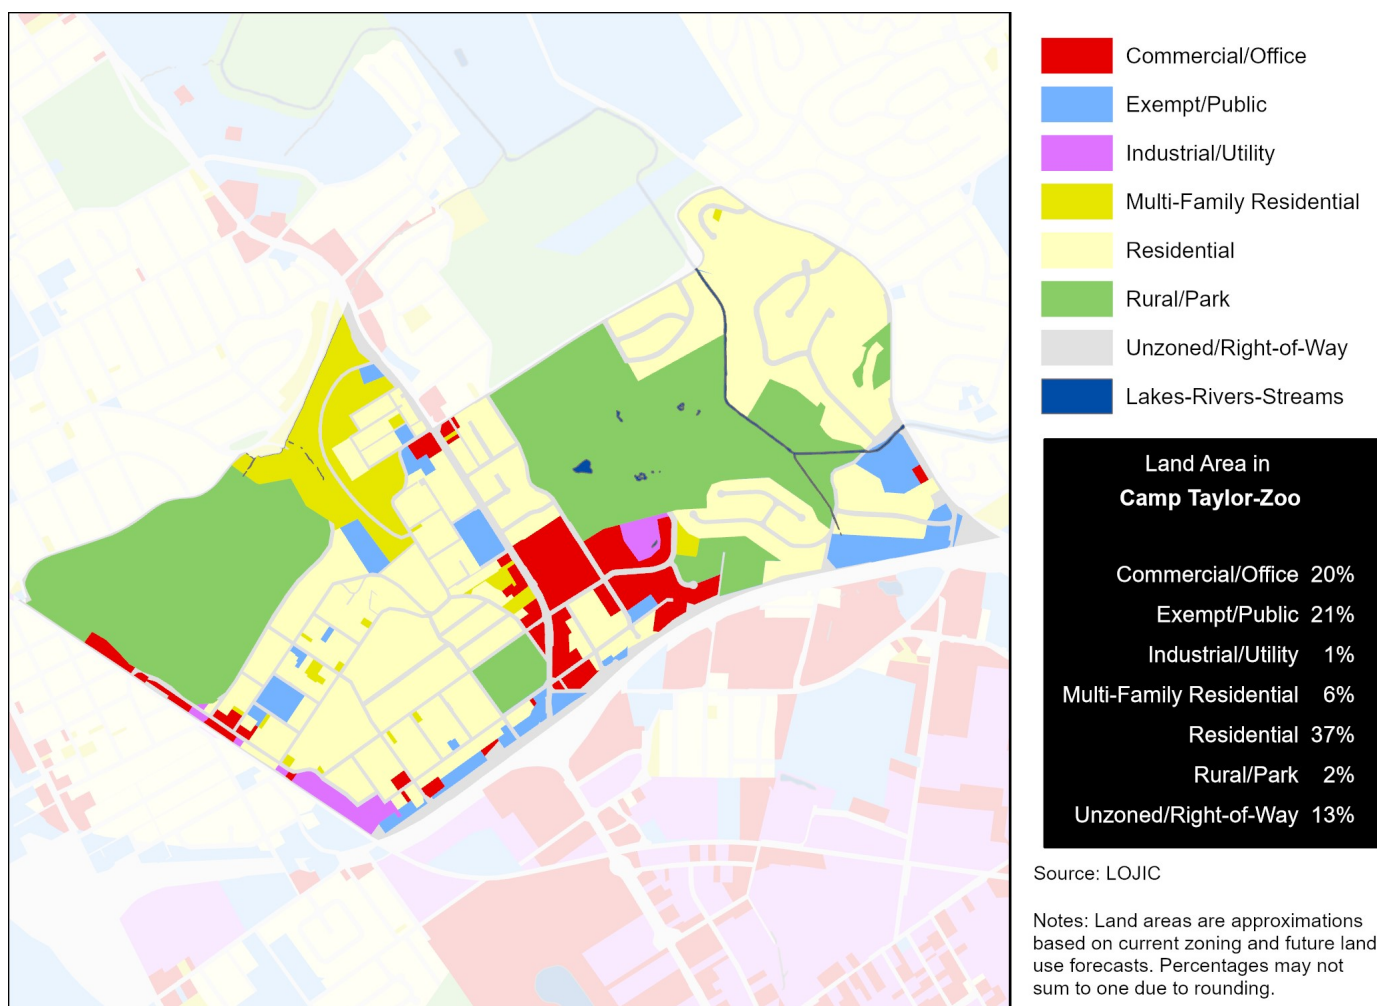 Commercial/Office
Exempt/Public
Industrial/Utility
Multi-Family Residential
Residential
Rural/Park
Unzoned/Right-of-Way
Lakes-Rivers-Streams
Land Area in
Camp Taylor-Zoo
Commercial/Office 20%
Exempt/Public 21%
Industrial/Utility 1%
Multi-Family Residential 6%
Residential 37%
Rural/Park 2%
Unzoned/Right-of-Way 13%
Source: LOJIC
Notes: Land areas are approximations
based on current zoning and future land
use forecasts. Percentages may not
sum to one due to rounding.